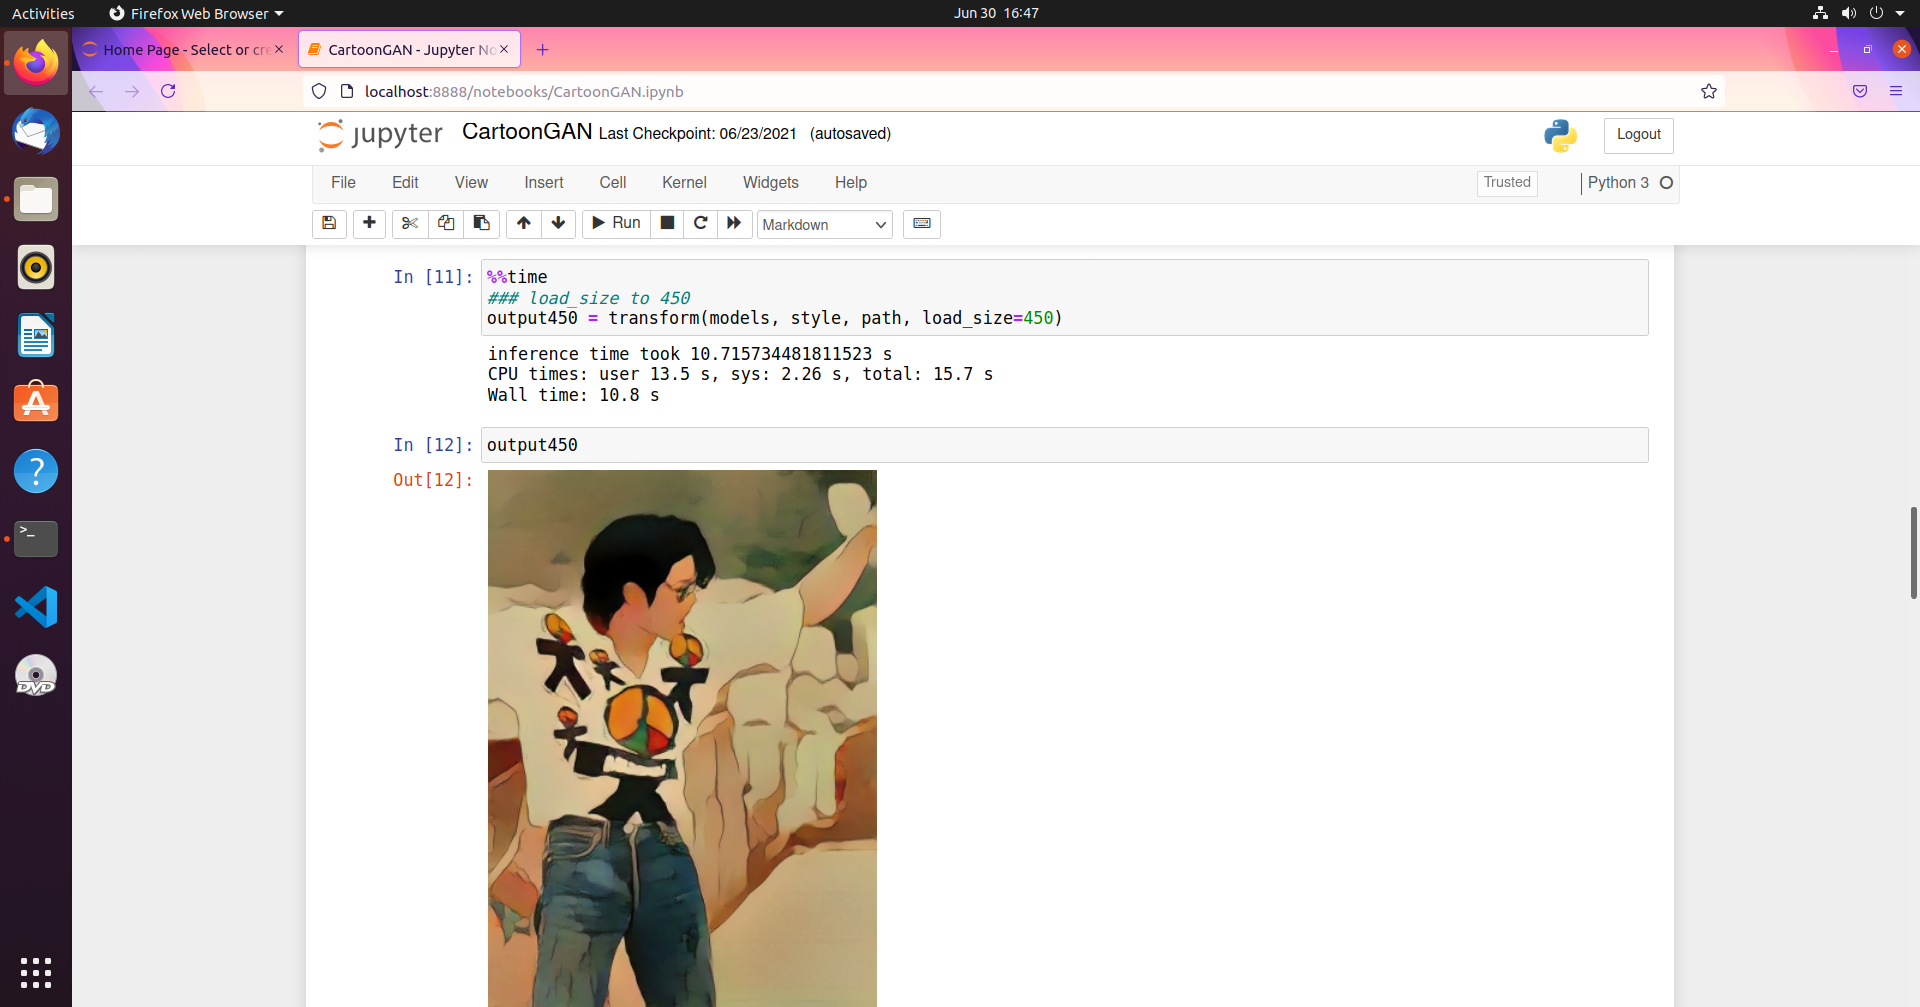 Activities
Firefox Web Browser
Jun 30 16:47
Home Page - Select or cre
CartoonGAN - Jupyter No
localhost:8888/notebooks/CartoonGAN.ipynb
jupyter
CartoonGAN Last Checkpoint: 06/23/2021 (autosaved)
Logout
File Edit View Insert Cell Kernel Widgets Help
Trusted
Python 3
Run
Markdown
In [11]:
%%time
### load_size to 450
output450 = transform(models, style, path, load_size=450)
inference time took 10.715734481811523 s
CPU times: user 13.5 s, sys: 2.26 s, total: 15.7 s
Wall time: 10.8 s
In [12]:
output450
Out[12]:
>_
?
DVD